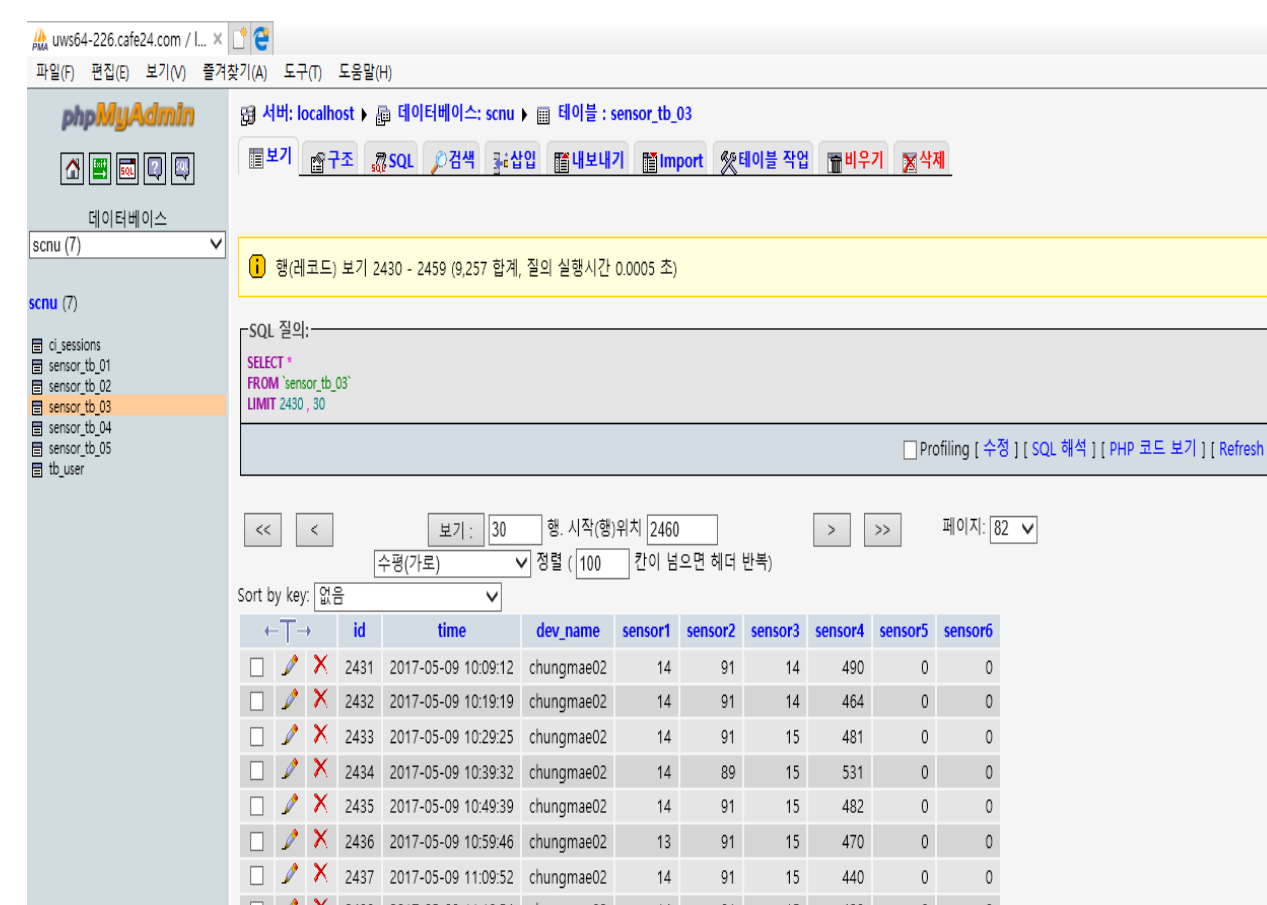 uws64-226.cafe24.com / l...
파일(F) 편집(E) 보기(V) 즐겨찾기(A) 도구(T) 도움말(H)
phpMyAdmin
데이터베이스
scnu (7)
scnu (7)
ci_sessions
sensor_tb_01
sensor_tb_02
sensor_tb_03
sensor_tb_04
sensor_tb_05
tb_user
서버: localhost 데이터베이스: scnu 테이블 : sensor_tb_03
보기 구조 SQL 검색 삽입 내보내기 Import 테이블 작업 비우기 삭제
행(레코드) 보기 2430 - 2459 (9,257 합계, 질의 실행시간 0.0005 초)
SQL 질의:
SELECT *
FROM `sensor_tb_03`
LIMIT 2430 , 30
Profiling [ 수정 ] [ SQL 해석 ] [ PHP 코드 보기 ] [ Refresh
<< < 보기 : 30 행. 시작(행)위치 2460 > >> 페이지: 82
수평(가로) 정렬 ( 100 칸이 넘으면 헤더 반복)
Sort by key: 없음
←T→ id time dev_name sensor1 sensor2 sensor3 sensor4 sensor5 sensor6
2431 2017-05-09 10:09:12 chungmae02 14 91 14 490 0 0
2432 2017-05-09 10:19:19 chungmae02 14 91 14 464 0 0
2433 2017-05-09 10:29:25 chungmae02 14 91 15 481 0 0
2434 2017-05-09 10:39:32 chungmae02 14 89 15 531 0 0
2435 2017-05-09 10:49:39 chungmae02 14 91 15 482 0 0
2436 2017-05-09 10:59:46 chungmae02 13 91 15 470 0 0
2437 2017-05-09 11:09:52 chungmae02 14 91 15 440 0 0